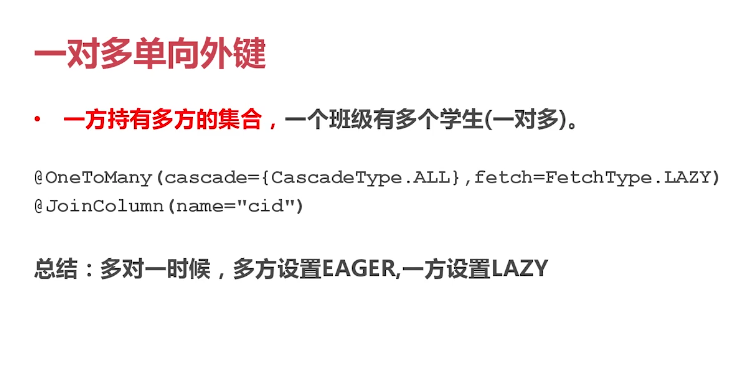 一对多单向外键
• 一方持有多方的集合，一个班级有多个学生(一对多)。
@OneToMany(cascade={CascadeType.ALL},fetch=FetchType.LAZY)
@JoinColumn(name="cid")
总结：多对一时候，多方设置EAGER,一方设置LAZY